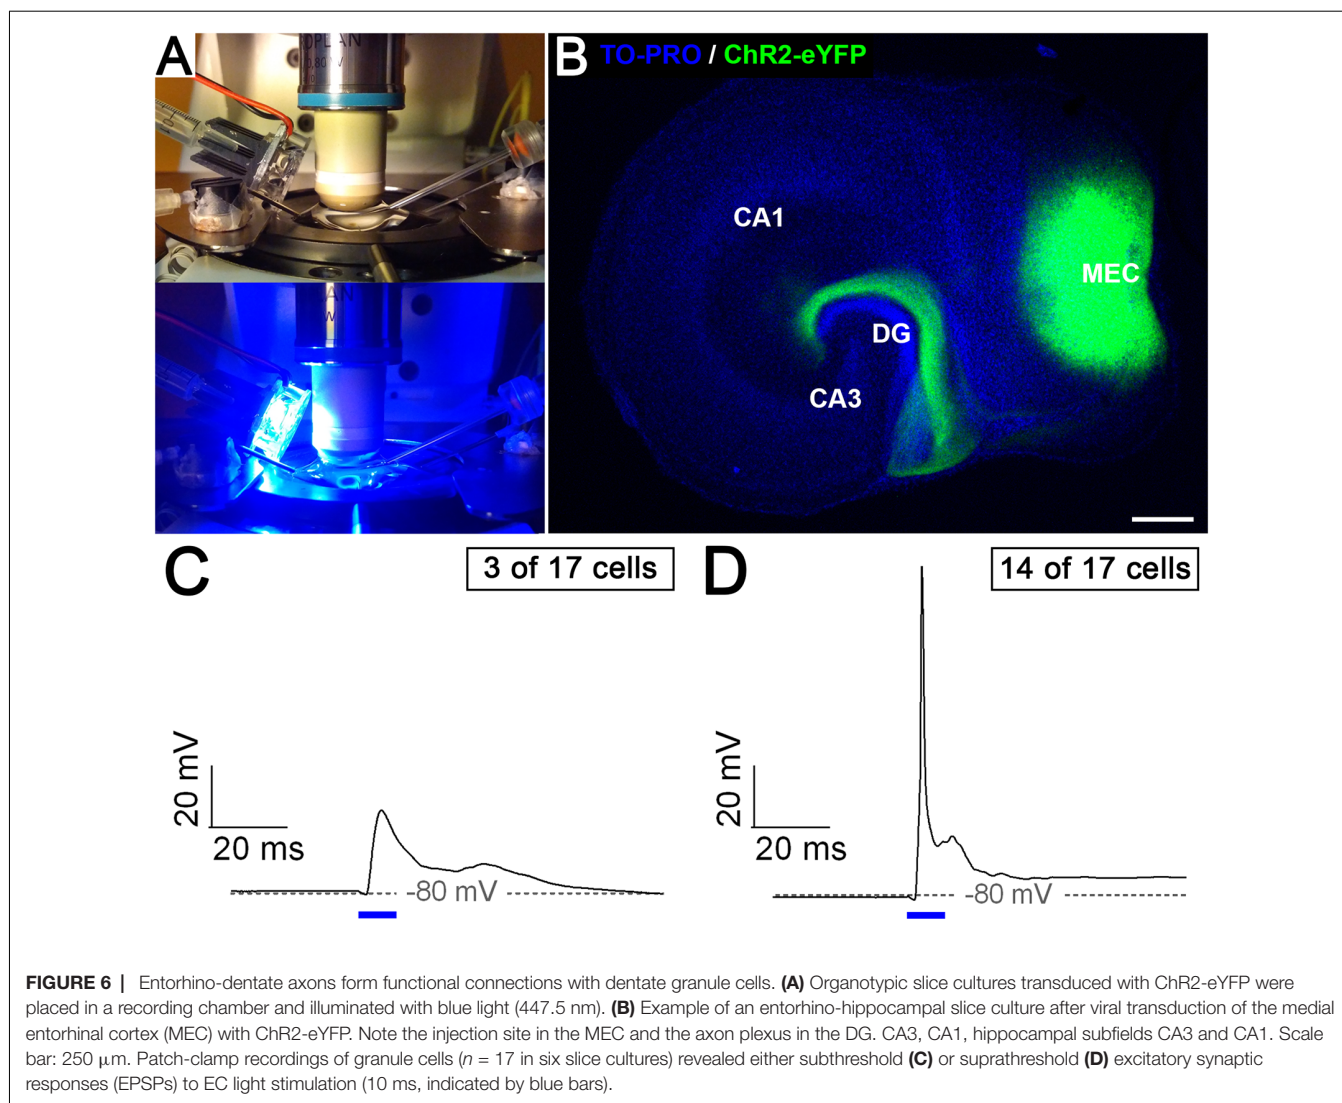 A
OPLAN
0,80 W
B TO-PRO / ChR2-eYFP
CA1
MEC
DG
CA3
C
3 of 17 cells
D
14 of 17 cells
20 mV
20 ms
-80 mV
20 mV
20 ms
-80 mV
FIGURE 6 | Entorhino-dentate axons form functional connections with dentate granule cells. (A) Organotypic slice cultures transduced with ChR2-eYFP were
placed in a recording chamber and illuminated with blue light (447.5 nm). (B) Example of an entorhino-hippocampal slice culture after viral transduction of the medial
entorhinal cortex (MEC) with ChR2-eYFP. Note the injection site in the MEC and the axon plexus in the DG. CA3, CA1, hippocampal subfields CA3 and CA1. Scale
bar: 250 μm. Patch-clamp recordings of granule cells (n = 17 in six slice cultures) revealed either subthreshold (C) or suprathreshold (D) excitatory synaptic
responses (EPSPs) to EC light stimulation (10 ms, indicated by blue bars).